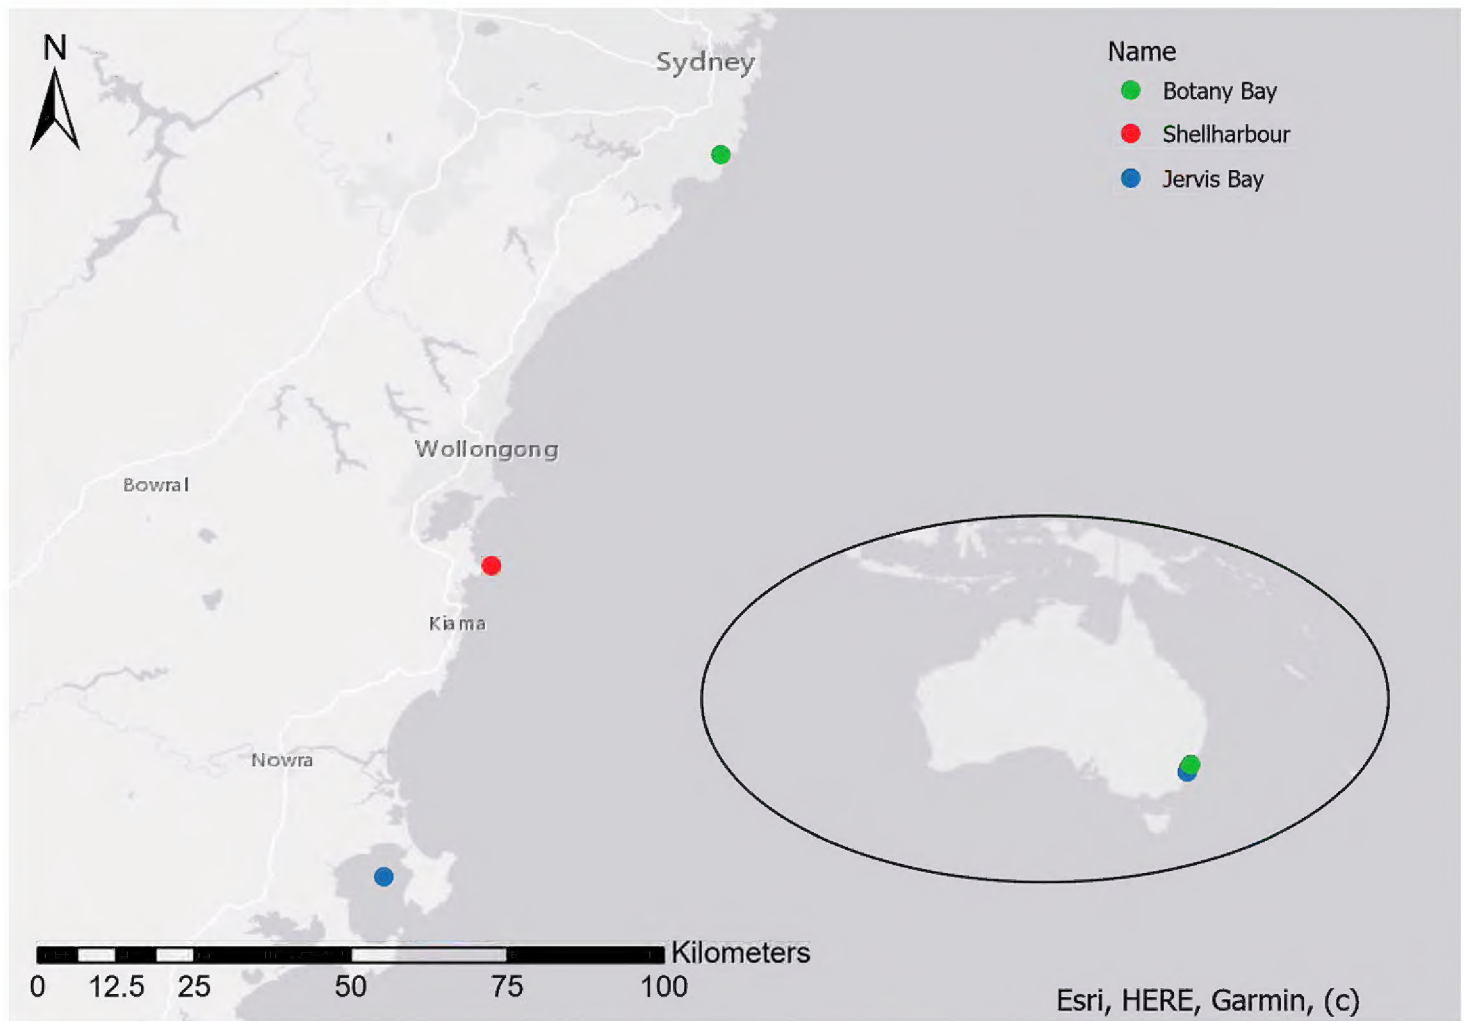 N
Sydney
Name
Botany Bay
Shellharbour
Jervis Bay
Wollongong
Bowral
Kiama
Nowra
Kilometers
0 12.5 25 50 75 100
Esri, HERE, Garmin, (c)